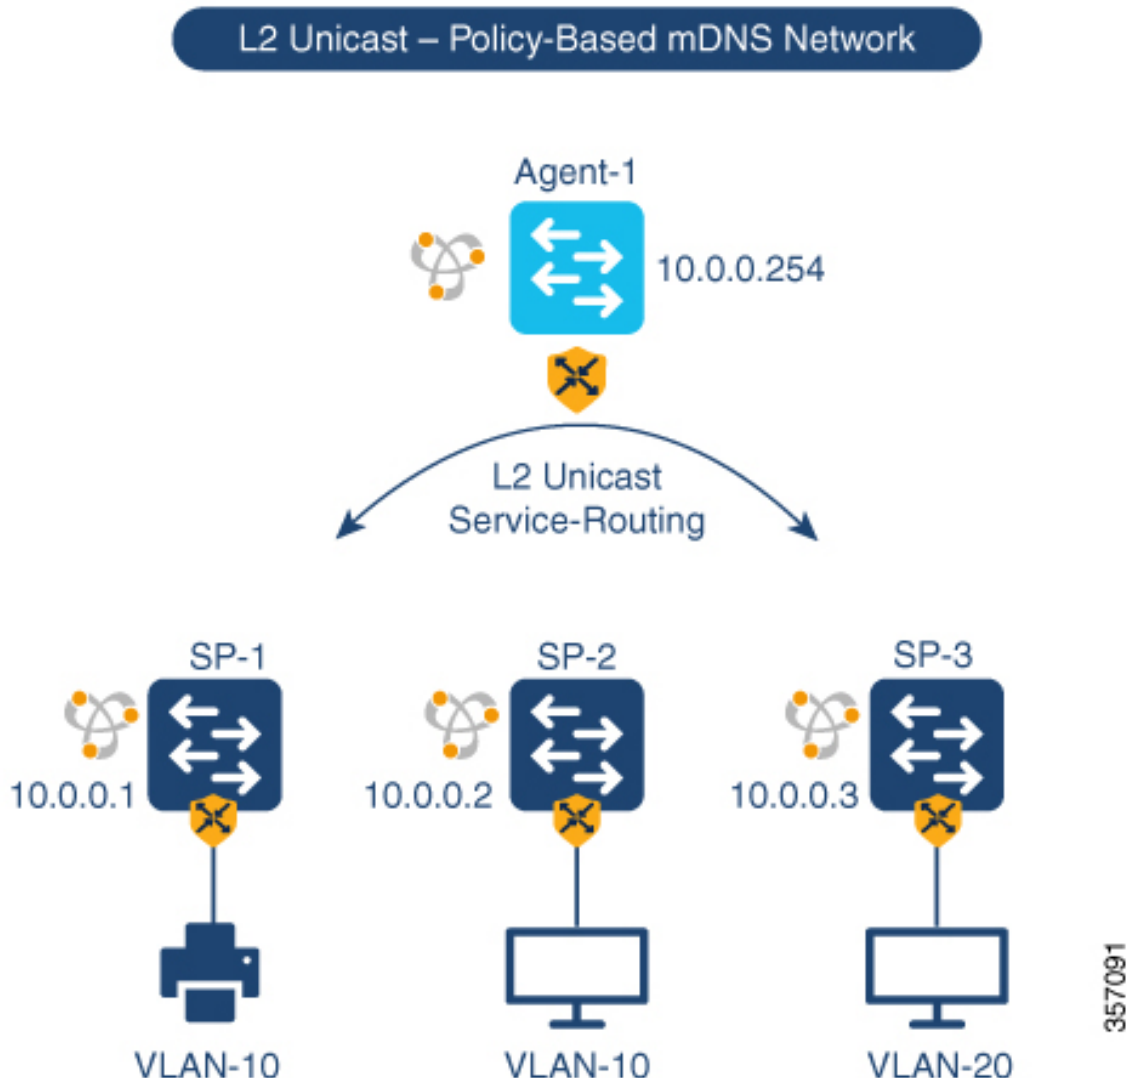 L2 Unicast – Policy-Based mDNS Network
Agent-1
10.0.0.254
L2 Unicast
Service-Routing
SP-1
SP-2
SP-3
10.0.0.1
10.0.0.2
10.0.0.3
VLAN-10
VLAN-10
VLAN-20
357091